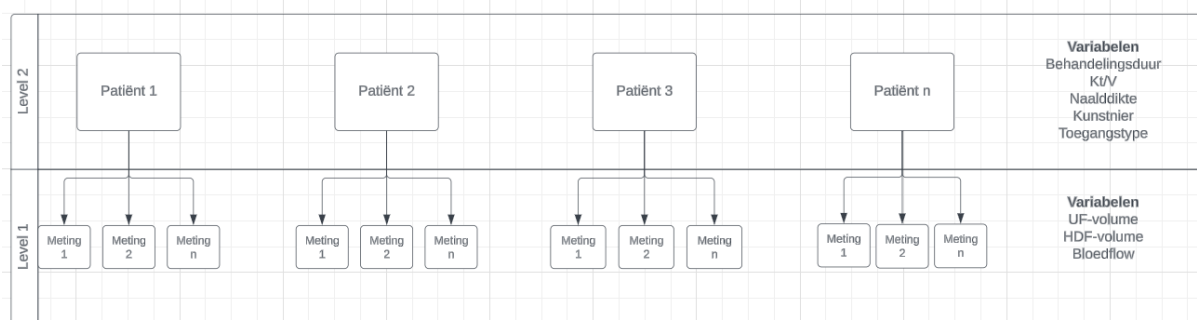 Level 2
Patiënt 1
Patiënt 2
Patiënt 3
Patiënt n
Variabelen
Behandelingsduur
Kt/V
Naalddikte
Kunstnier
Toegangstype
Level 1
Meting
1
Meting
2
Meting
n
Meting
1
Meting
2
Meting
n
Meting
1
Meting
2
Meting
n
Meting
1
Meting
2
Meting
n
Variabelen
UF-volume
HDF-volume
Bloedflow